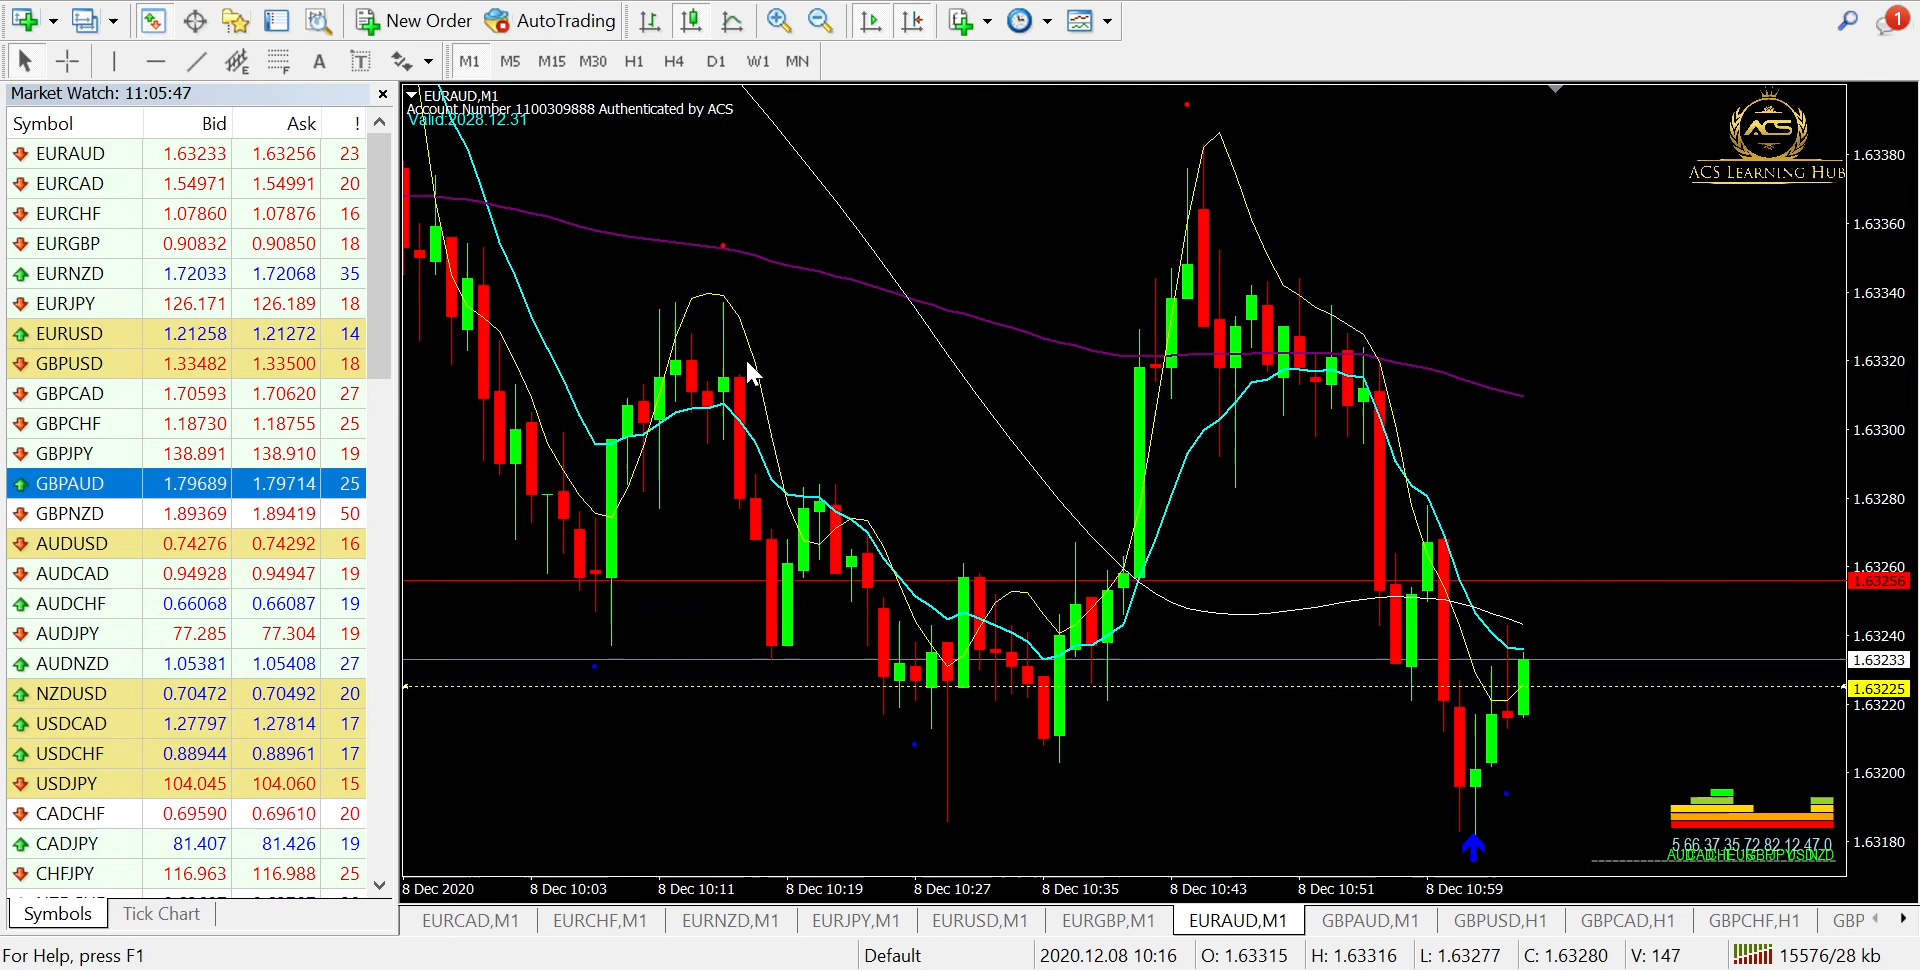 New Order AutoTrading 1
E F A T M1 M5 M15 M30 H1 H4 D1 W1 MN
Market Watch: 11:05:47
Symbol Bid Ask !
EURAUD 1.63233 1.63256 23
EURCAD 1.54971 1.54991 20
EURCHF 1.07860 1.07876 16
EURGBP 0.90832 0.90850 18
EURNZD 1.72033 1.72068 35
EURJPY 126.171 126.189 18
EURUSD 1.21258 1.21272 14
GBPUSD 1.33482 1.33500 18
GBPCAD 1.70593 1.70620 27
GBPCHF 1.18730 1.18755 25
GBPJPY 138.891 138.910 19
GBPAUD 1.79689 1.79714 25
GBPNZD 1.89369 1.89419 50
AUDUSD 0.74276 0.74292 16
AUDCAD 0.94928 0.94947 19
AUDCHF 0.66068 0.66087 19
AUDJPY 77.285 77.304 19
AUDNZD 1.05381 1.05408 27
NZDUSD 0.70472 0.70492 20
USDCAD 1.27797 1.27814 17
USDCHF 0.88944 0.88961 17
USDJPY 104.045 104.060 15
CADCHF 0.69590 0.69610 20
CADJPY 81.407 81.426 19
CHFJPY 116.963 116.988 25
Symbols Tick Chart
EURAUD,M1
Account Number 1100309888 Authenticated by ACS
Valid:2028.12.31
ACS
ACS LEARNING HUB
1.63380
1.63360
1.63340
1.63320
1.63300
1.63280
1.63260
1.63256
1.63240
1.63233
1.63225
1.63220
1.63200
1.63180
5.66.37.35.72.82.12.47.0
8 Dec 2020 8 Dec 10:03 8 Dec 10:11 8 Dec 10:19 8 Dec 10:27 8 Dec 10:35 8 Dec 10:43 8 Dec 10:51 8 Dec 10:59
EURCAD,M1 EURCHF,M1 EURNZD,M1 EURJPY,M1 EURUSD,M1 EURGBP,M1 EURAUD,M1 GBPAUD,M1 GBPUSD,H1 GBPCAD,H1 GBPCHF,H1 GBP
For Help, press F1 Default 2020.12.08 10:16 O: 1.63315 H: 1.63316 L: 1.63277 C: 1.63280 V: 147 15576/28 kb